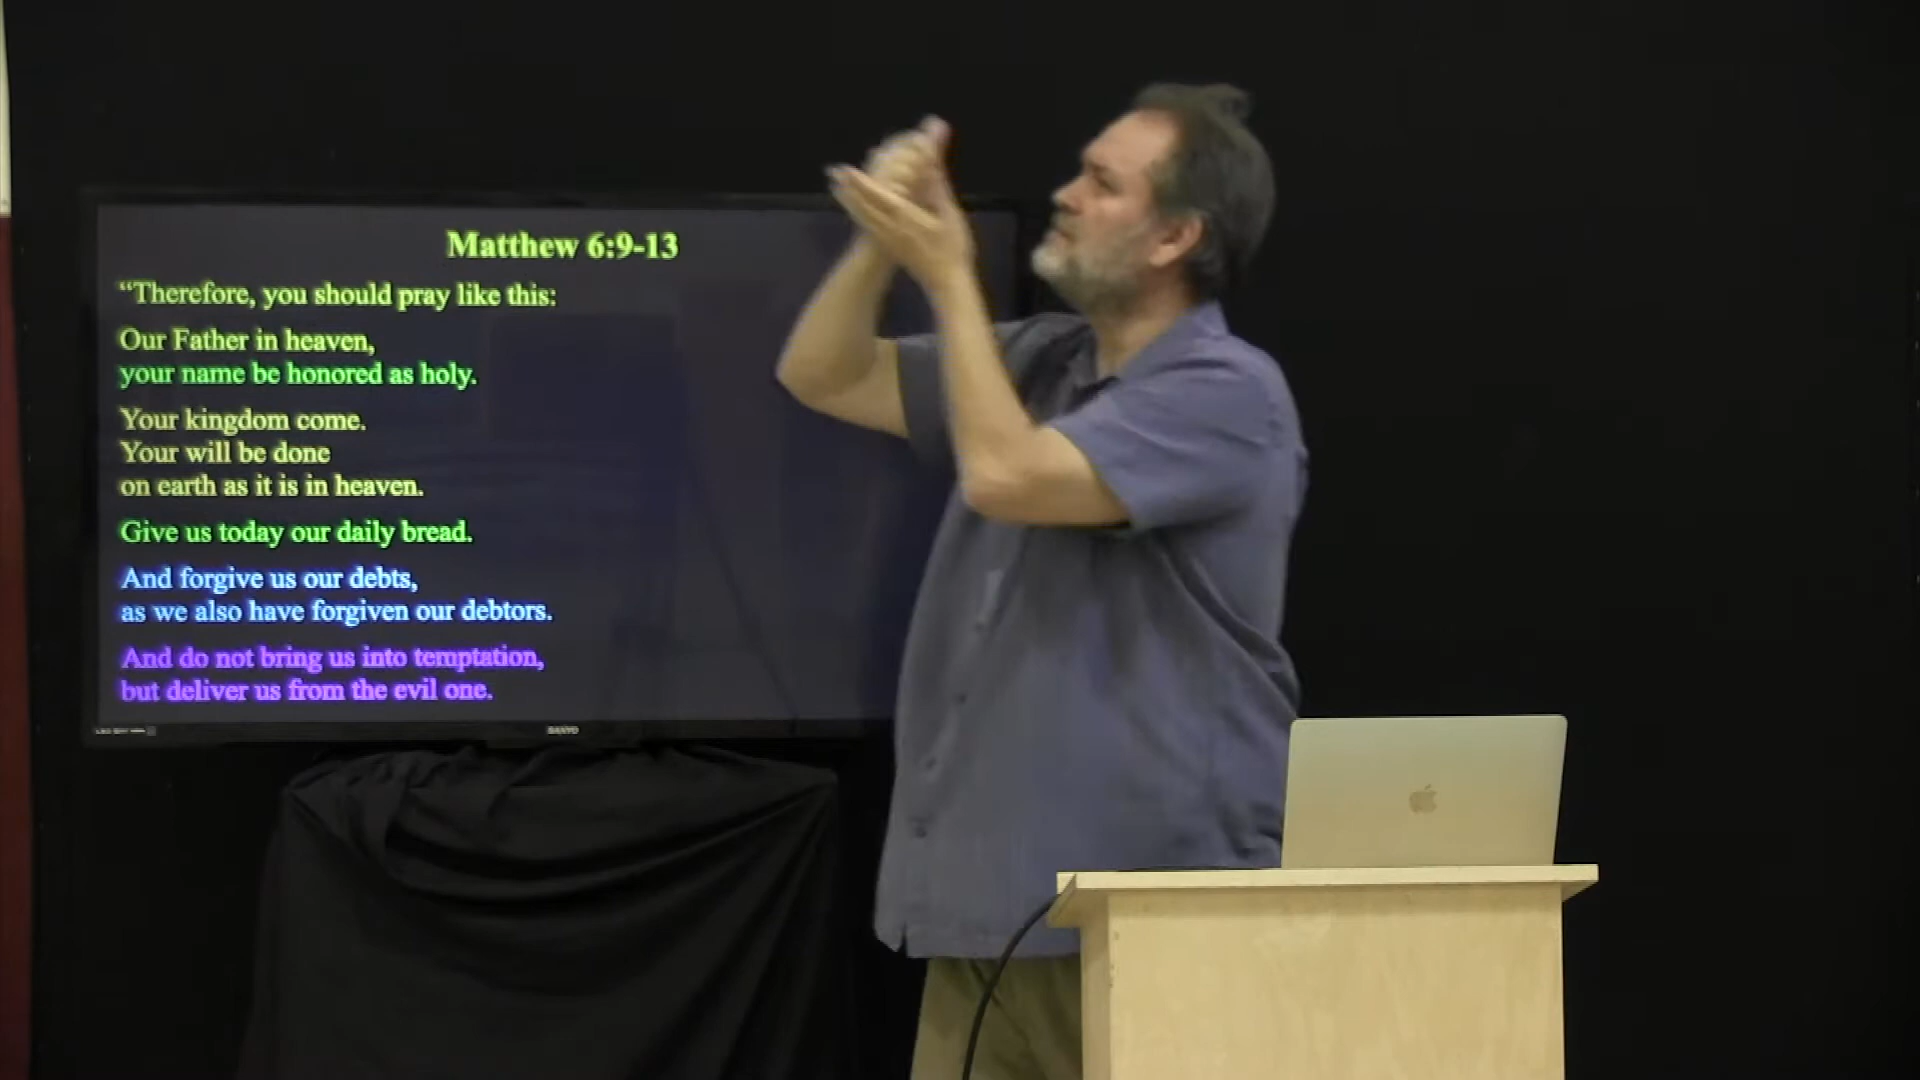 Matthew 6:9-13
“Therefore, you should pray like this:
Our Father in heaven,
your name be honored as holy.
Your kingdom come.
Your will be done
on earth as it is in heaven.
Give us today our daily bread.
And forgive us our debts,
as we also have forgiven our debtors.
And do not bring us into temptation,
but deliver us from the evil one.
SANYO